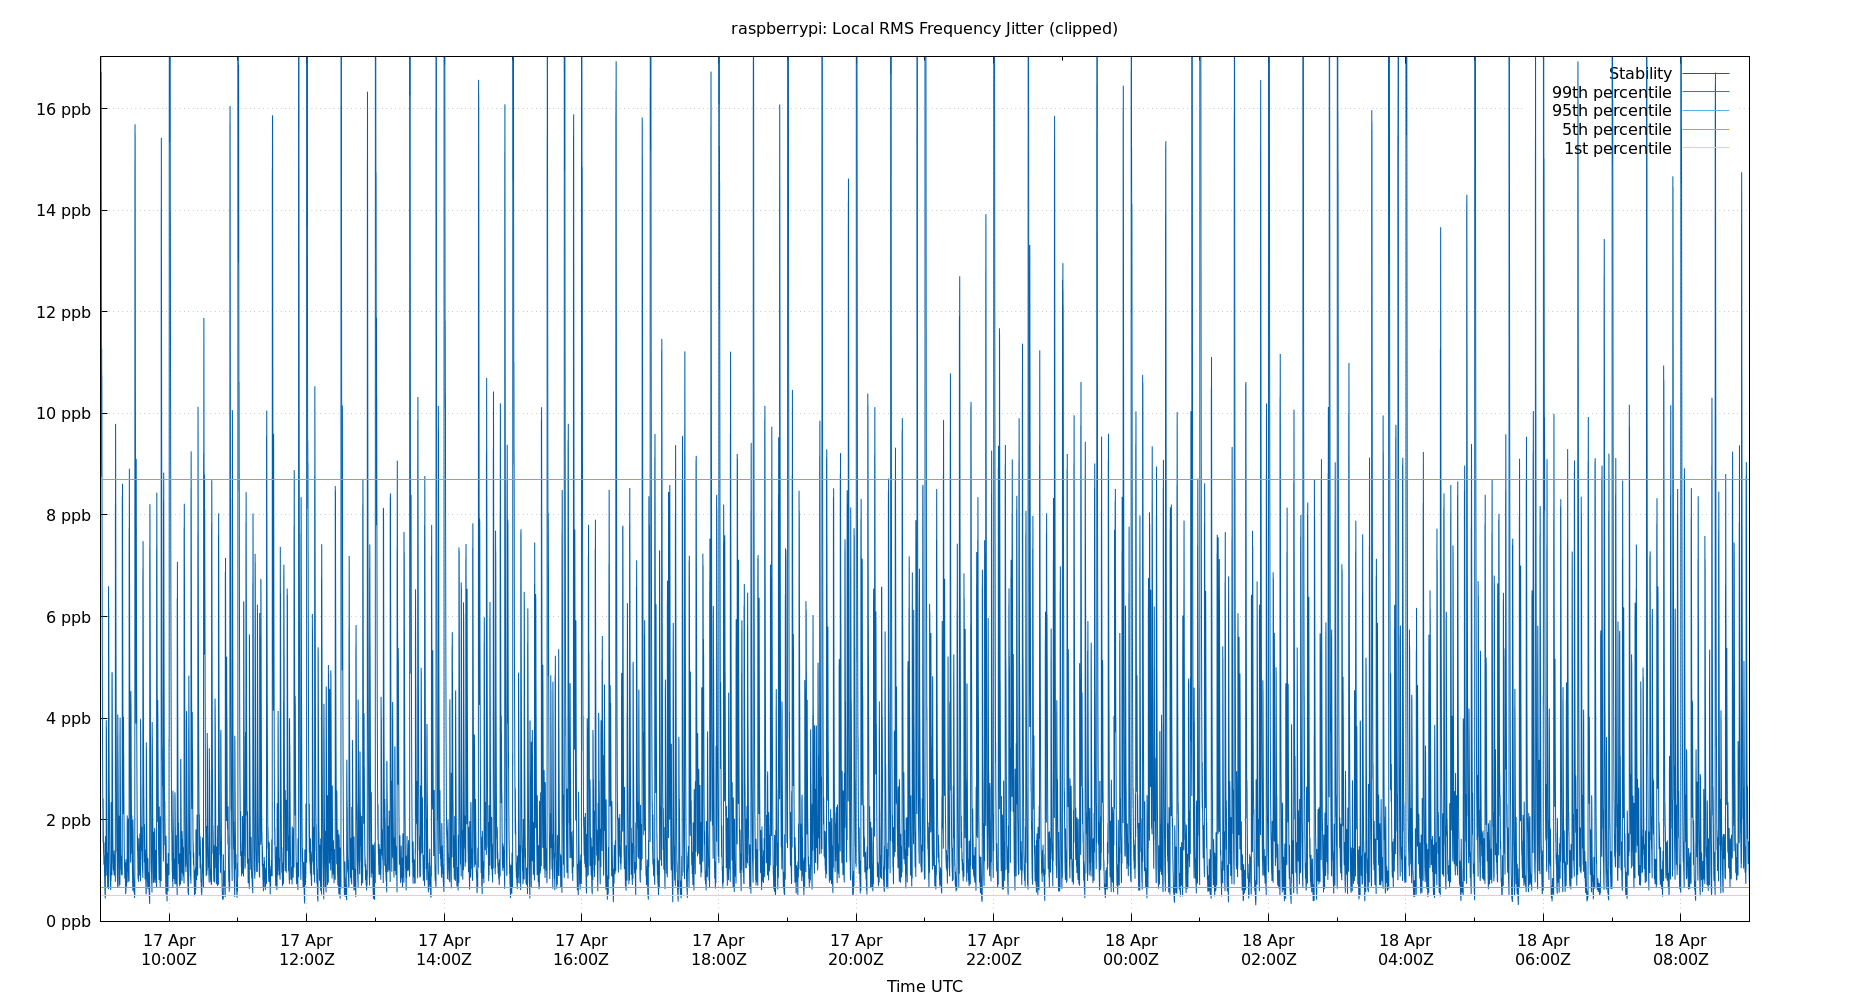 raspberrypi: Local RMS Frequency Jitter (clipped)
Stability
99th percentile
95th percentile
5th percentile
1st percentile
16 ppb
14 ppb
12 ppb
10 ppb
8 ppb
6 ppb
4 ppb
2 ppb
0 ppb
17 Apr 17 Apr 17 Apr 17 Apr 17 Apr 17 Apr 17 Apr 18 Apr 18 Apr 18 Apr 18 Apr 18 Apr
10:00Z 12:00Z 14:00Z 16:00Z 18:00Z 20:00Z 22:00Z 00:00Z 02:00Z 04:00Z 06:00Z 08:00Z
Time UTC